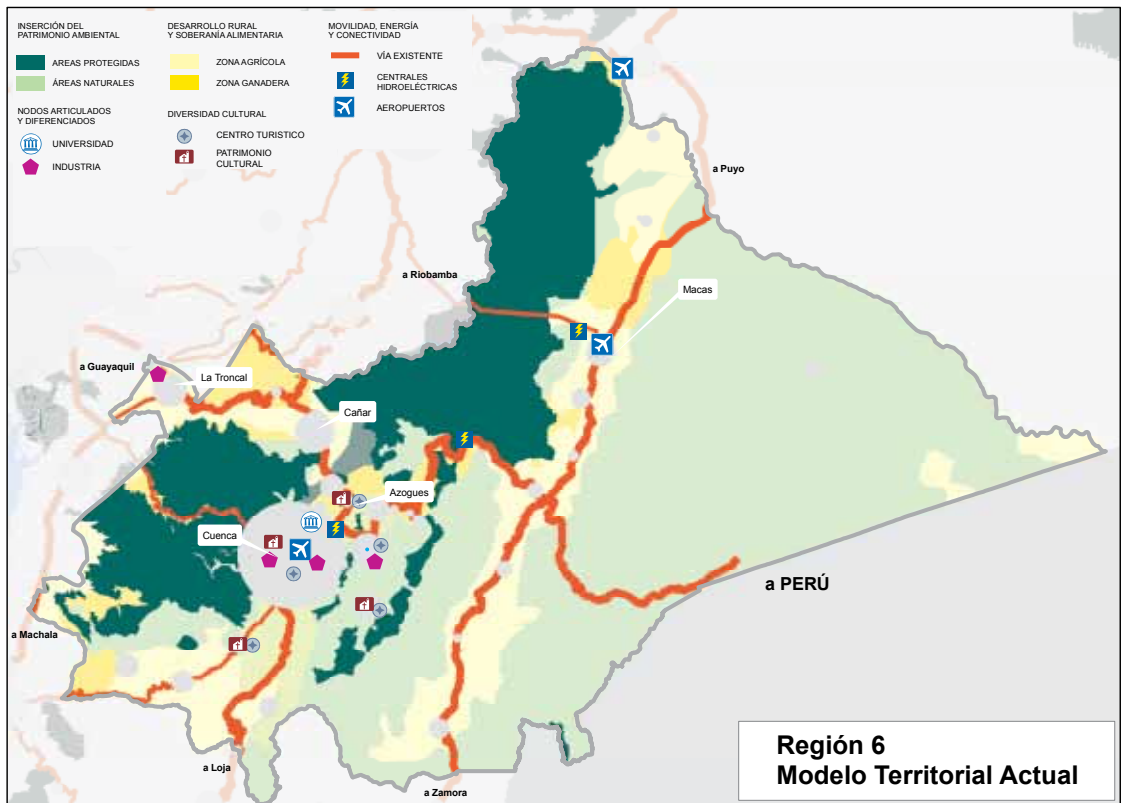 INSERCIÓN DEL
PATRIMONIO AMBIENTAL
AREAS PROTEGIDAS
ÁREAS NATURALES
DESARROLLO RURAL
Y SOBERANÍA ALIMENTARIA
ZONA AGRÍCOLA
ZONA GANADERA
MOVILIDAD, ENERGÍA
Y CONECTIVIDAD
VÍA EXISTENTE
CENTRALES
HIDROELÉCTRICAS
AEROPUERTOS
NODOS ARTICULADOS
Y DIFERENCIADOS
UNIVERSIDAD
INDUSTRIA
DIVERSIDAD CULTURAL
CENTRO TURISTICO
PATRIMONIO
CULTURAL
a Puyo
a Riobamba
Macas
a Guayaquil
La Troncal
Cañar
Azogues
Cuenca
a PERÚ
a Machala
a Loja
a Zamora
Región 6
Modelo Territorial Actual